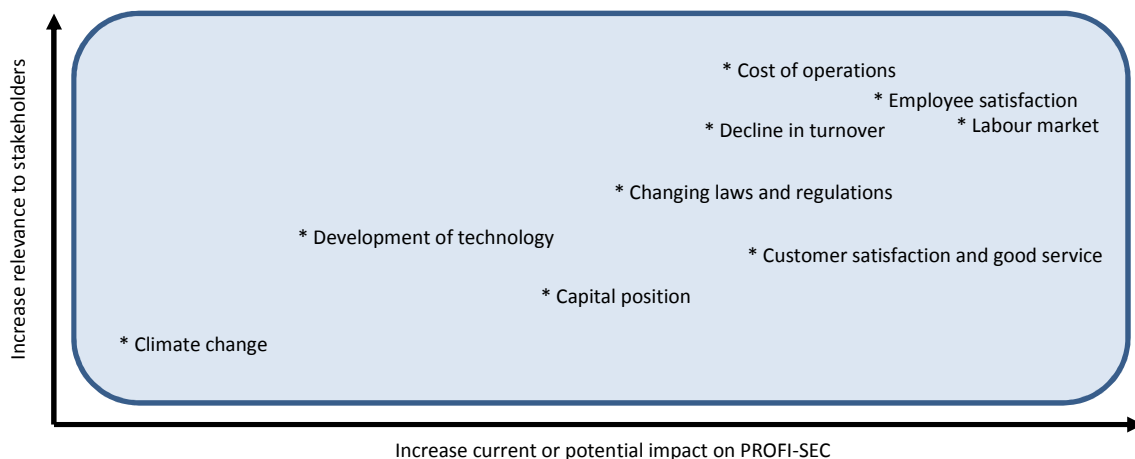 Increase relevance to stakeholders
* Cost of operations
* Employee satisfaction
* Decline in turnover
* Labour market
* Changing laws and regulations
* Development of technology
* Customer satisfaction and good service
* Capital position
* Climate change
Increase current or potential impact on PROFI-SEC